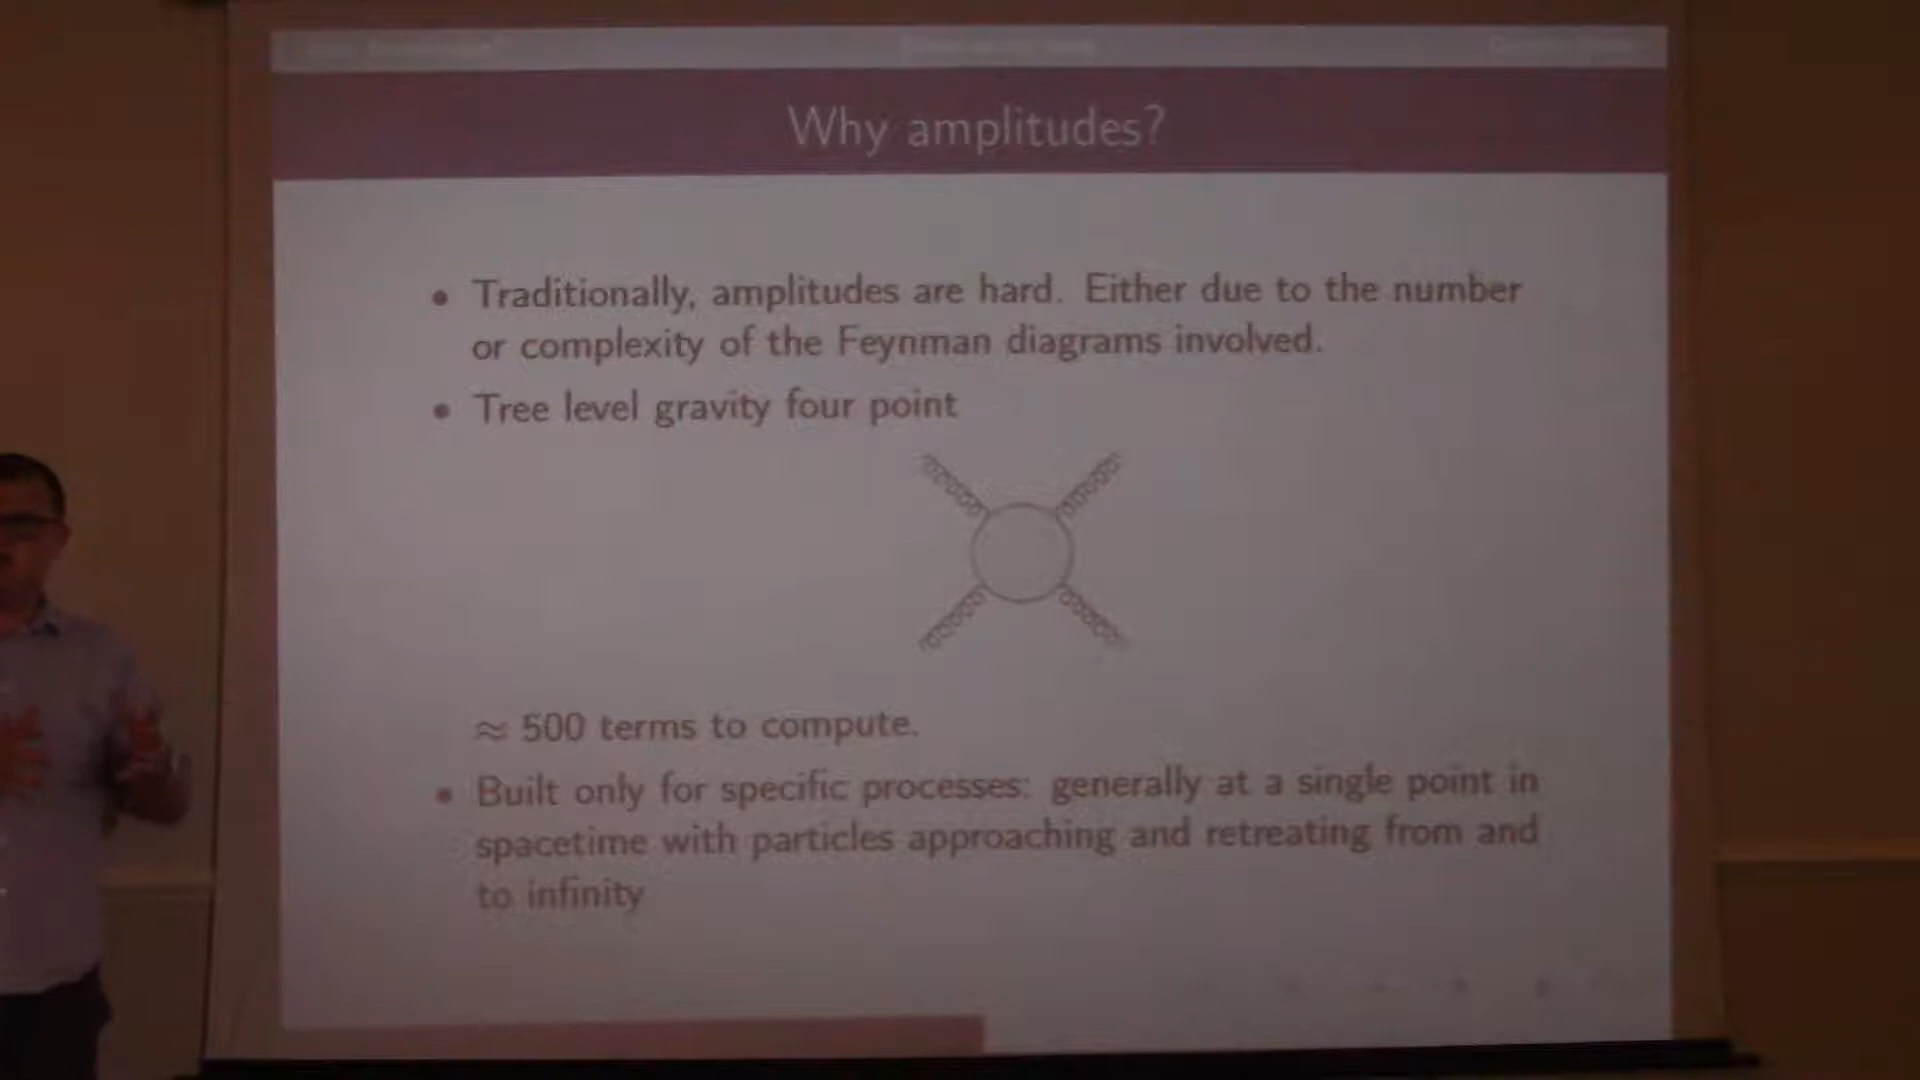 Why amplitudes?
• Traditionally, amplitudes are hard. Either due to the number
or complexity of the Feynman diagrams involved.
• Tree level gravity four point
≈ 500 terms to compute.
• Built only for specific processes: generally at a single point in
spacetime with particles approaching and retreating from and
to infinity